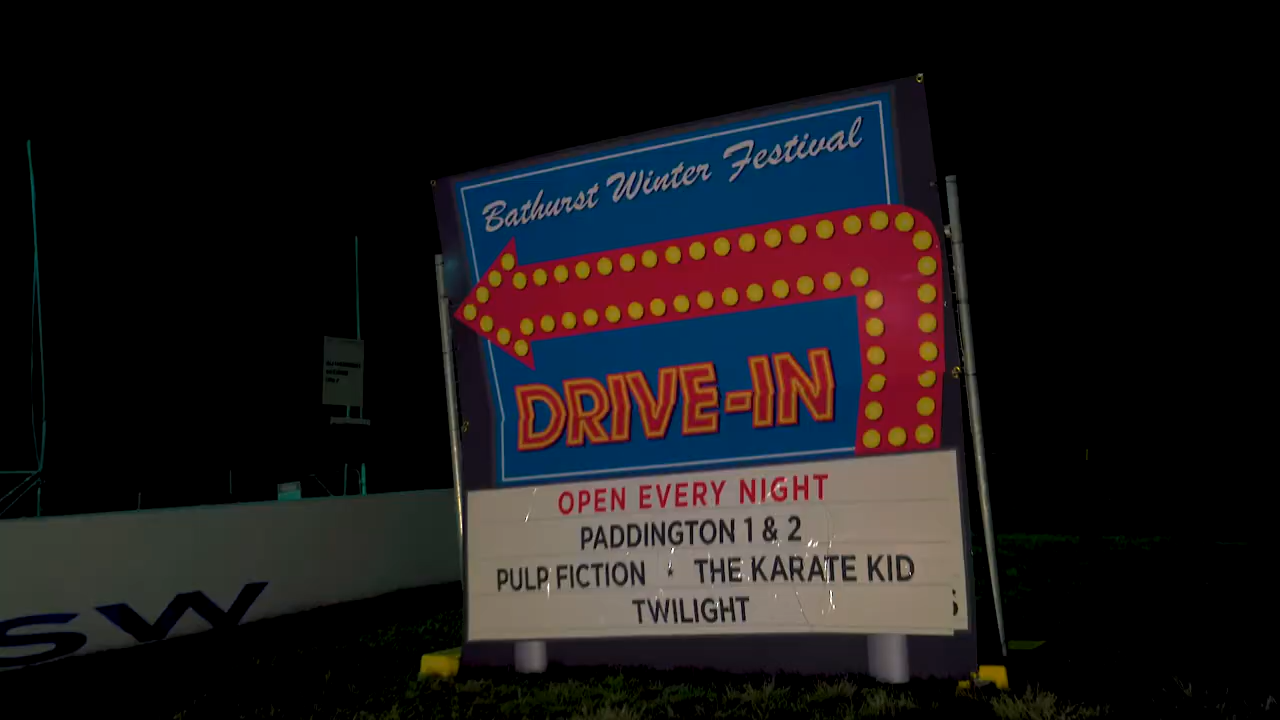 Bathurst Winter Festival
DRIVE-IN
OPEN EVERY NIGHT
PADDINGTON 1 & 2
PULP FICTION * THE KARATE KID
TWILIGHT
S
SW